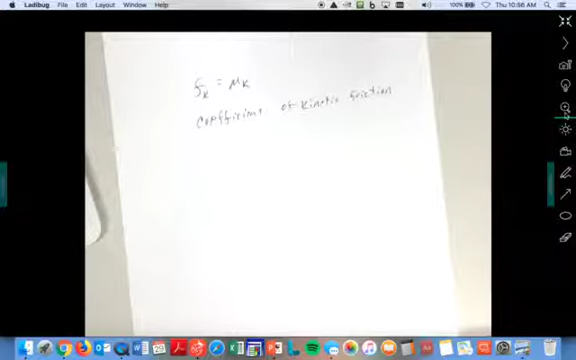 Ladibug File Edit Layout Window Help 100% Thu 10:56 AM
fk = μk
coefficient of kinetic friction